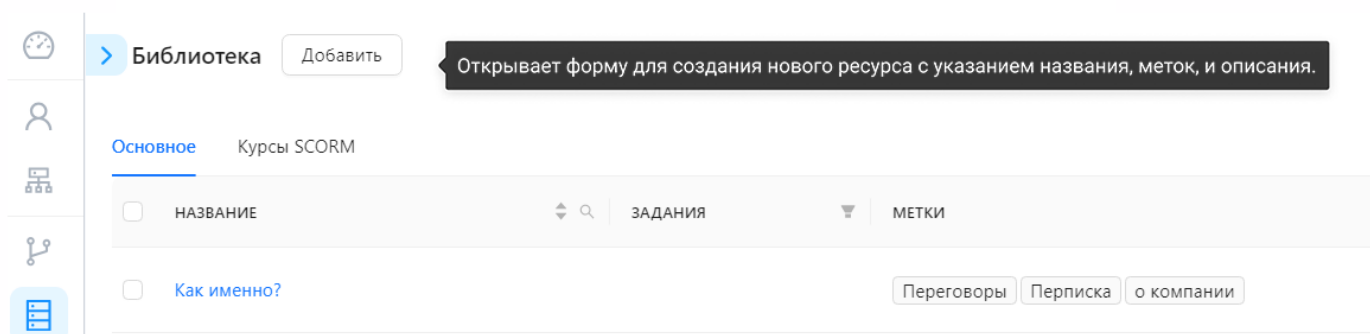 Библиотека Добавить Открывает форму для создания нового ресурса с указанием названия, меток, и описания.
Основное Курсы SCORM
НАЗВАНИЕ ЗАДАНИЯ МЕТКИ
Как именно? Переговоры Перписка о компании